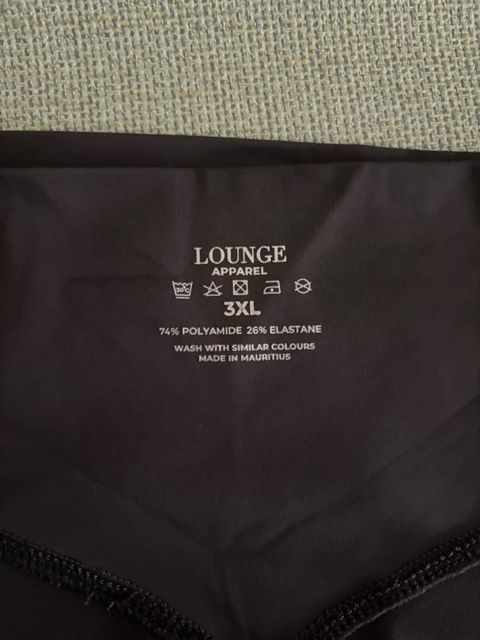 LOUNGE
APPAREL
30°C
3XL
74% POLYAMIDE 26% ELASTANE
WASH WITH SIMILAR COLOURS
MADE IN MAURITIUS